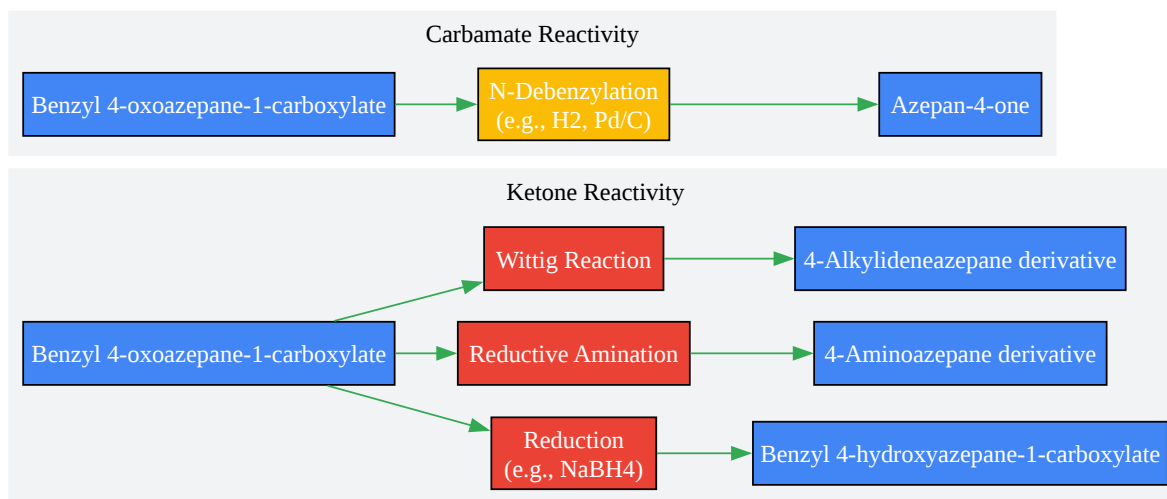 Carbamate Reactivity
Benzyl 4-oxoazepane-1-carboxylate
N-Debenzylation
(e.g., H2, Pd/C)
Azepan-4-one
Ketone Reactivity
Wittig Reaction
4-Alkylideneazepane derivative
Benzyl 4-oxoazepane-1-carboxylate
Reductive Amination
4-Aminoazepane derivative
Reduction
(e.g., NaBH4)
Benzyl 4-hydroxyazepane-1-carboxylate